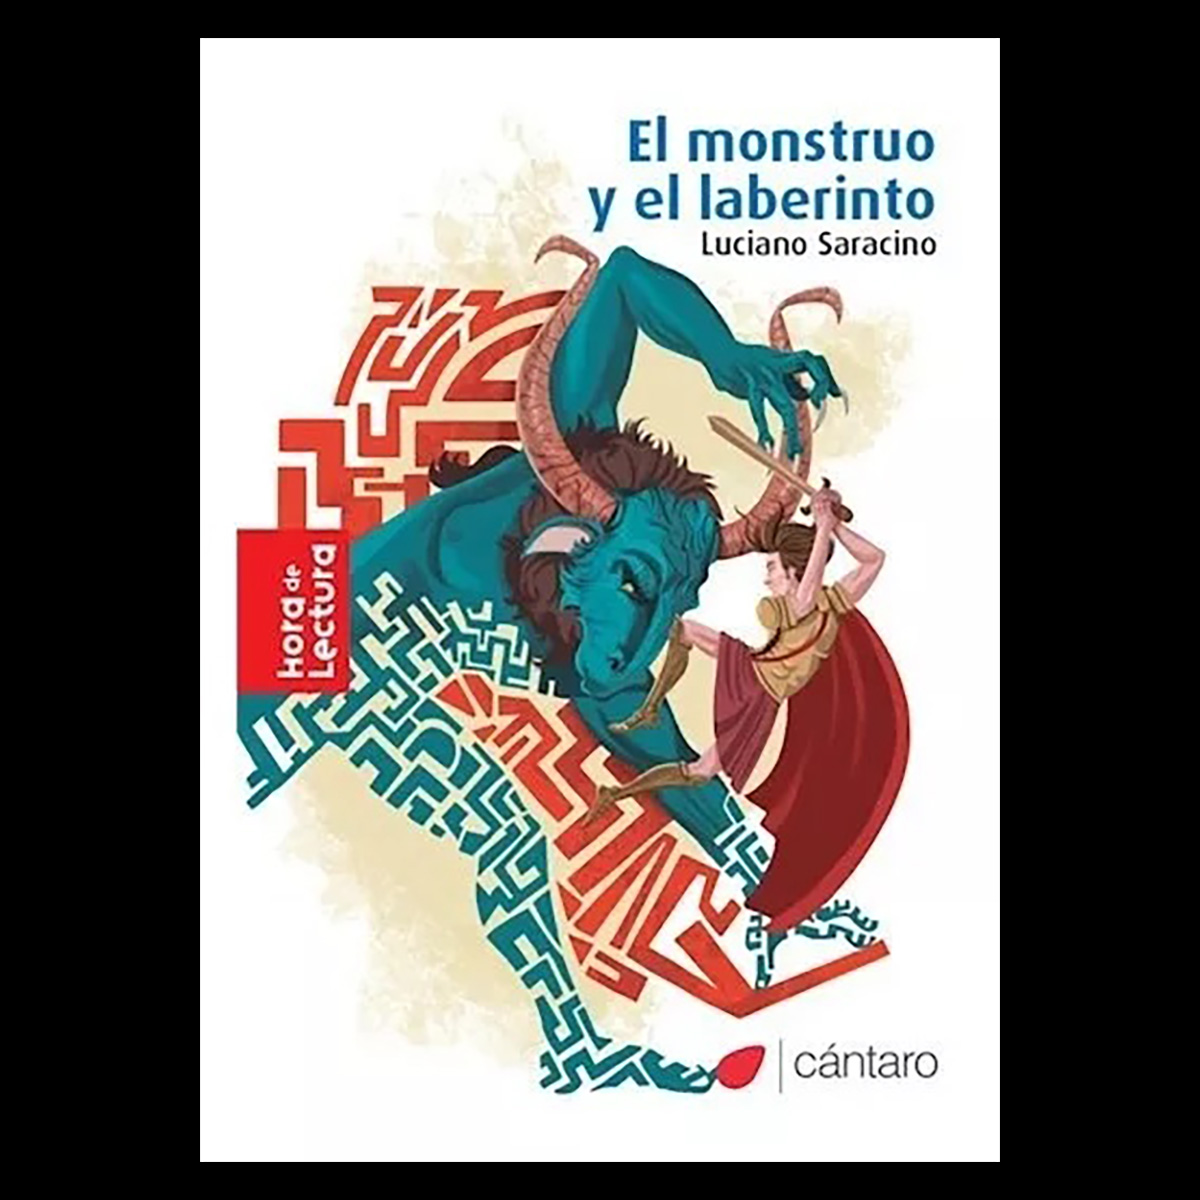 El monstruo
y el laberinto
Luciano Saracino
Hora de
Lectura
cántaro